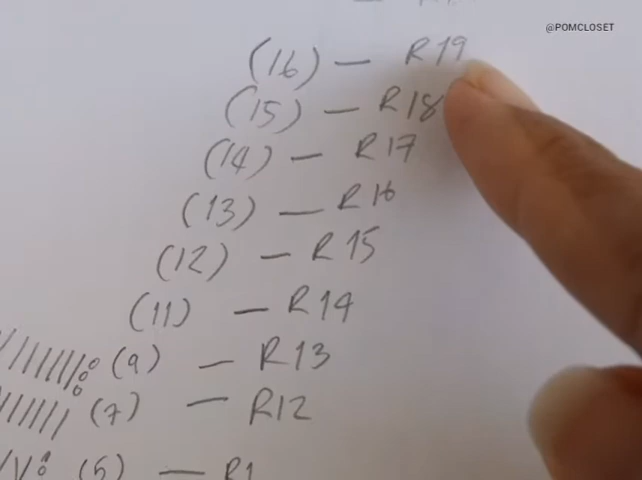 @POMCLOSET
(16) — R19
(15) — R18
(14) — R17
(13) — R16
(12) — R15
(11) — R14
(9) — R13
(7) — R12
(5) — R1